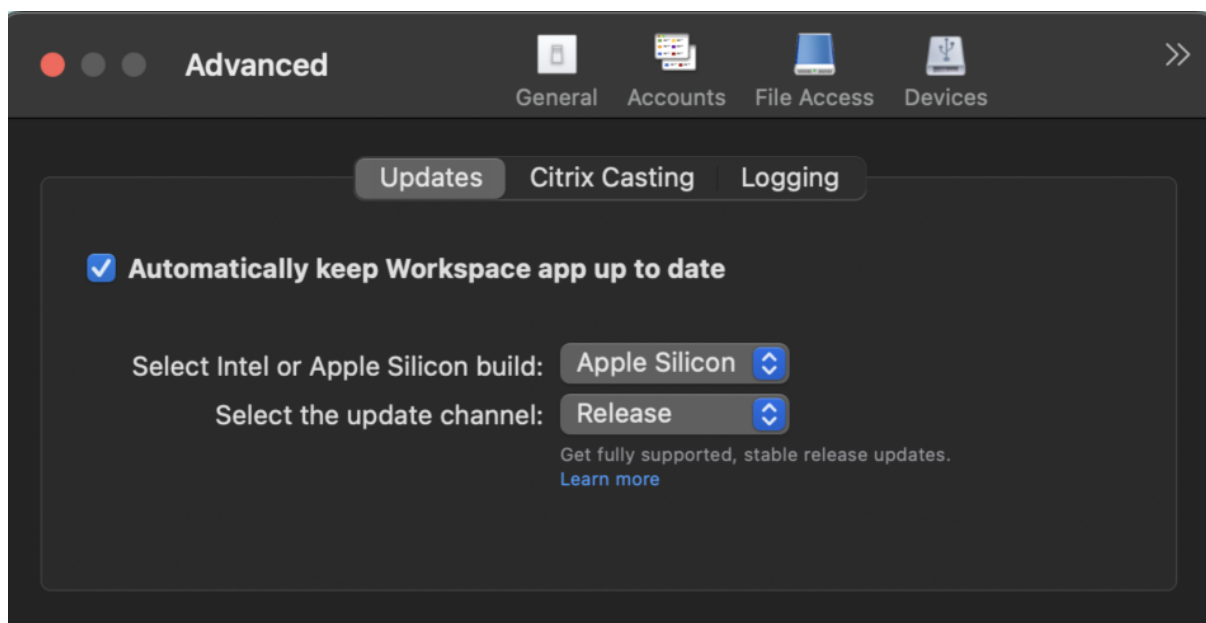 Advanced
General Accounts File Access Devices
Updates Citrix Casting Logging
Automatically keep Workspace app up to date
Select Intel or Apple Silicon build: Apple Silicon
Select the update channel: Release
Get fully supported, stable release updates.
Learn more